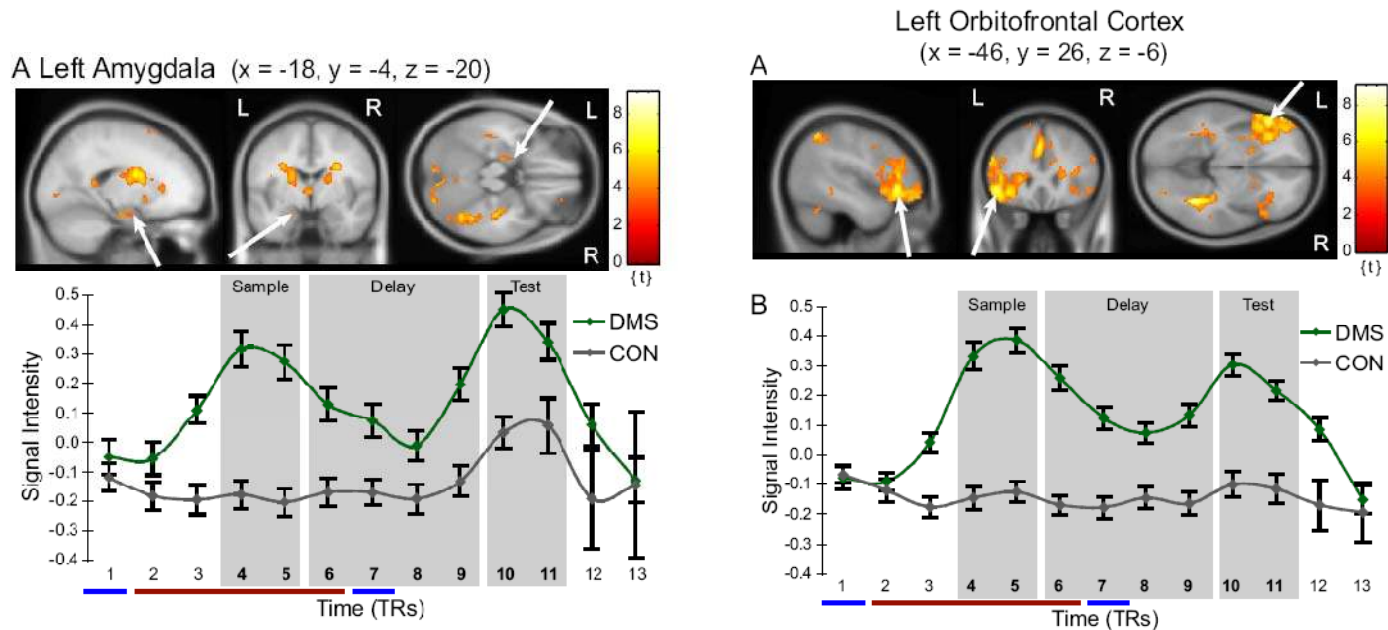 A Left Amygdala (x = -18, y = -4, z = -20)
L R L
R
8
6
4
2
0
{t}
Sample Delay Test
0.5
0.4
0.3
0.2
0.1
0.0
-0.1
-0.2
-0.3
-0.4
Signal Intensity
DMS
CON
1 2 3 4 5 6 7 8 9 10 11 12 13
Time (TRs)
Left Orbitofrontal Cortex
(x = -46, y = 26, z = -6)
A
L R L
R
8
6
4
2
0
{t}
B
Sample Delay Test
0.5
0.4
0.3
0.2
0.1
0.0
-0.1
-0.2
-0.3
-0.4
Signal Intensity
DMS
CON
1 2 3 4 5 6 7 8 9 10 11 12 13
Time (TRs)